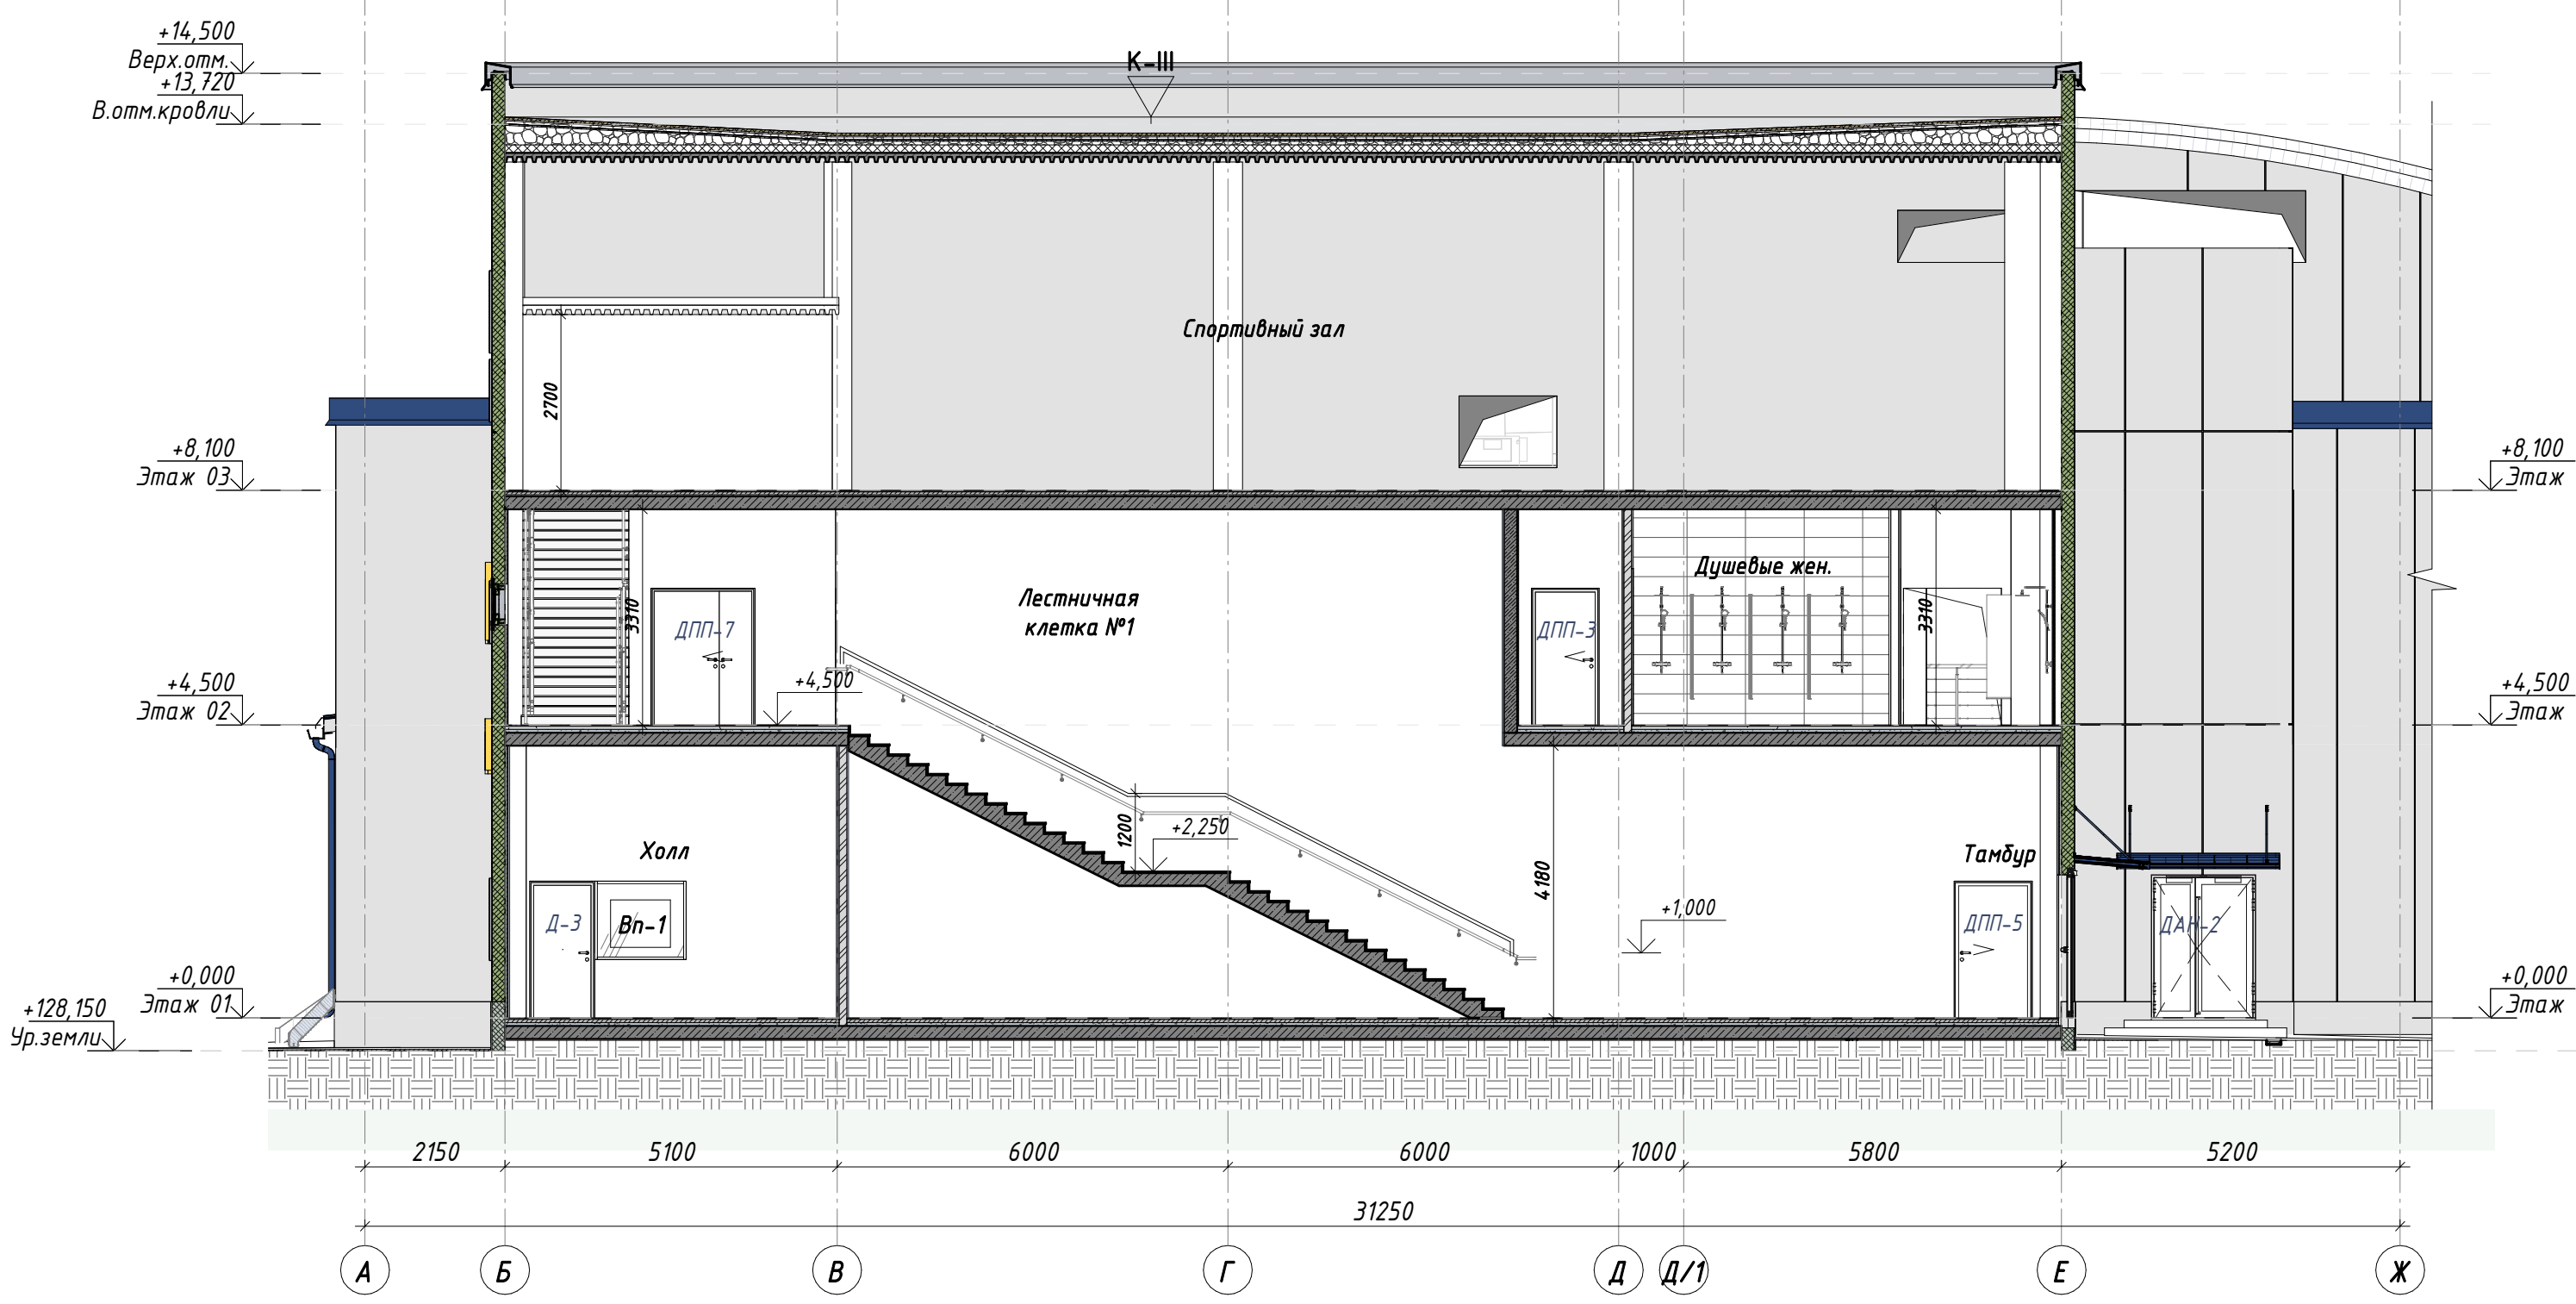 +14,500
Верх.отм.
+13,720
В.отм.кровли
К-III
Спортивный зал
2700
+8,100
Этаж 03
+8,100
Этаж
Лестничная
клетка №1
Душевые жен.
3310
ДПП-7
ДПП-3
3310
+4,500
+4,500
Этаж 02
+4,500
Этаж
1200
+2,250
Холл
Тамбур
4180
Д-3
Вп-1
+1,000
ДПП-5
ДАН-2
+0,000
Этаж 01
+0,000
Этаж
+128,150
Ур.земли
2150
5100
6000
6000
1000
5800
5200
31250
А
Б
В
Г
Д
Д/1
Е
Ж